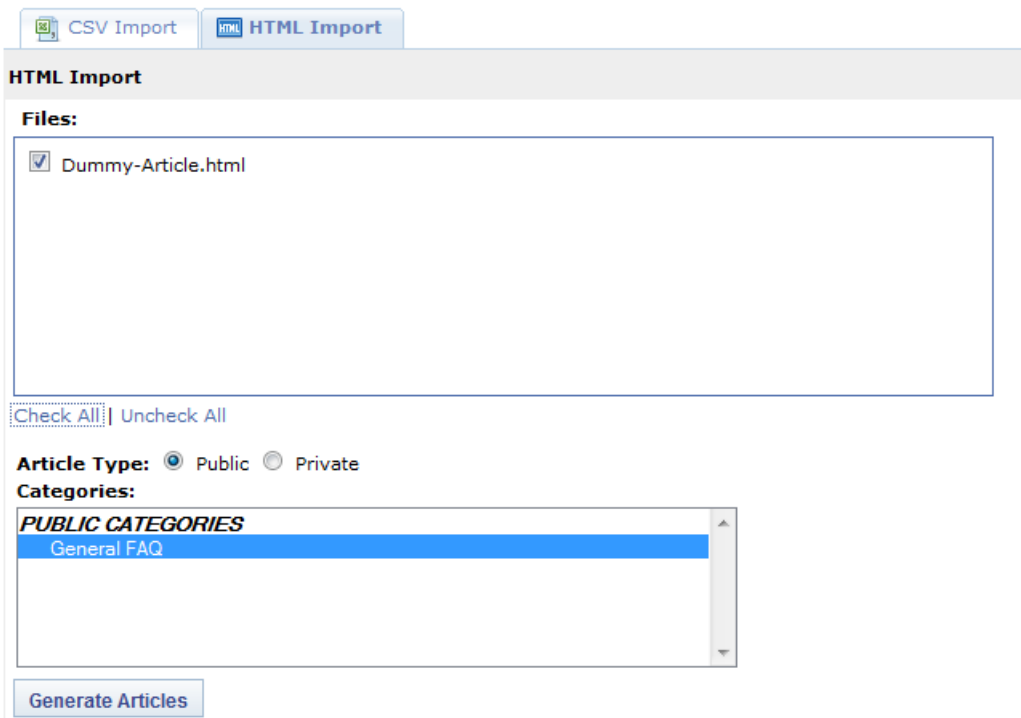 CSV Import HTML HTML Import
HTML Import
Files:
Dummy-Article.html
Check All | Uncheck All
Article Type: Public Private
Categories:
PUBLIC CATEGORIES
General FAQ
Generate Articles